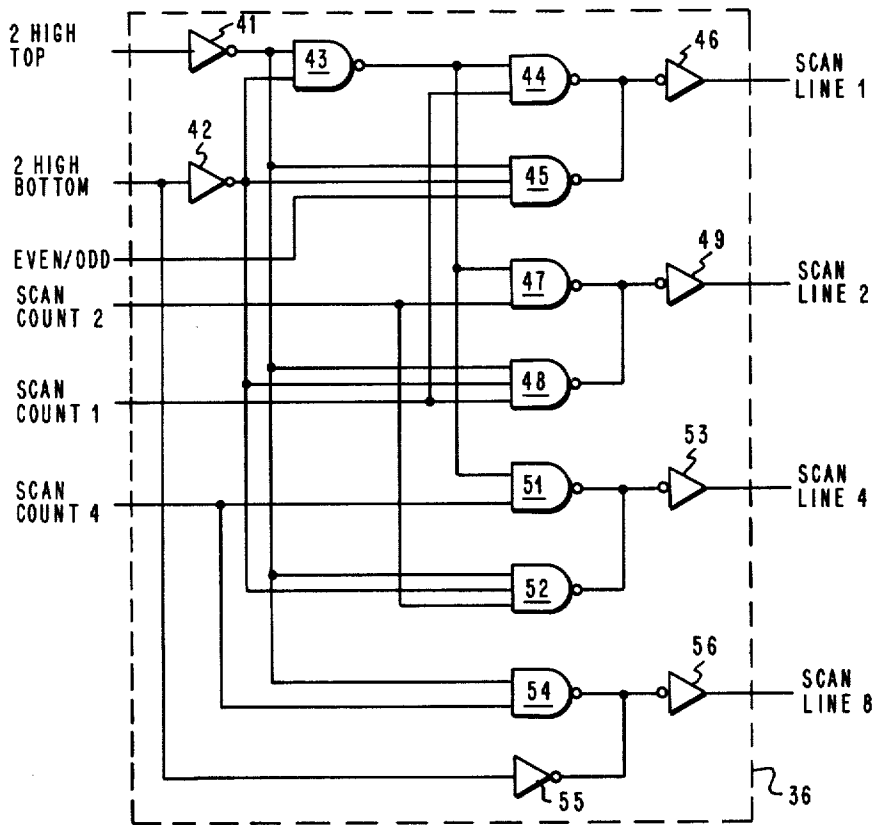 2 HIGH
TOP
41
43
44
46
SCAN
LINE 1
2 HIGH
BOTTOM
42
45
EVEN/ODD
SCAN
COUNT 2
47
49
SCAN
LINE 2
SCAN
COUNT 1
48
SCAN
COUNT 4
51
53
SCAN
LINE 4
52
54
56
SCAN
LINE 8
55
36